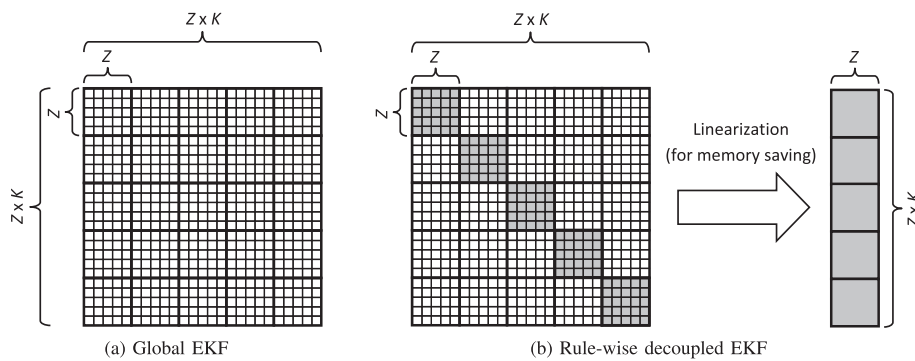 Z x K
Z
Z
Z x K
(a) Global EKF
Z x K
Z
Z
Linearization
(for memory saving)
Z
Z x K
(b) Rule-wise decoupled EKF